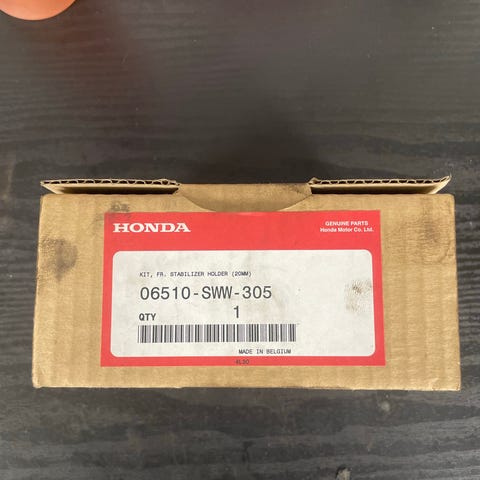 HONDA
GENUINE PARTS
Honda Motor Co. Ltd.
KIT, FR. STABILIZER HOLDER (20MM)
06510-SWW-305
QTY 1
MADE IN BELGIUM